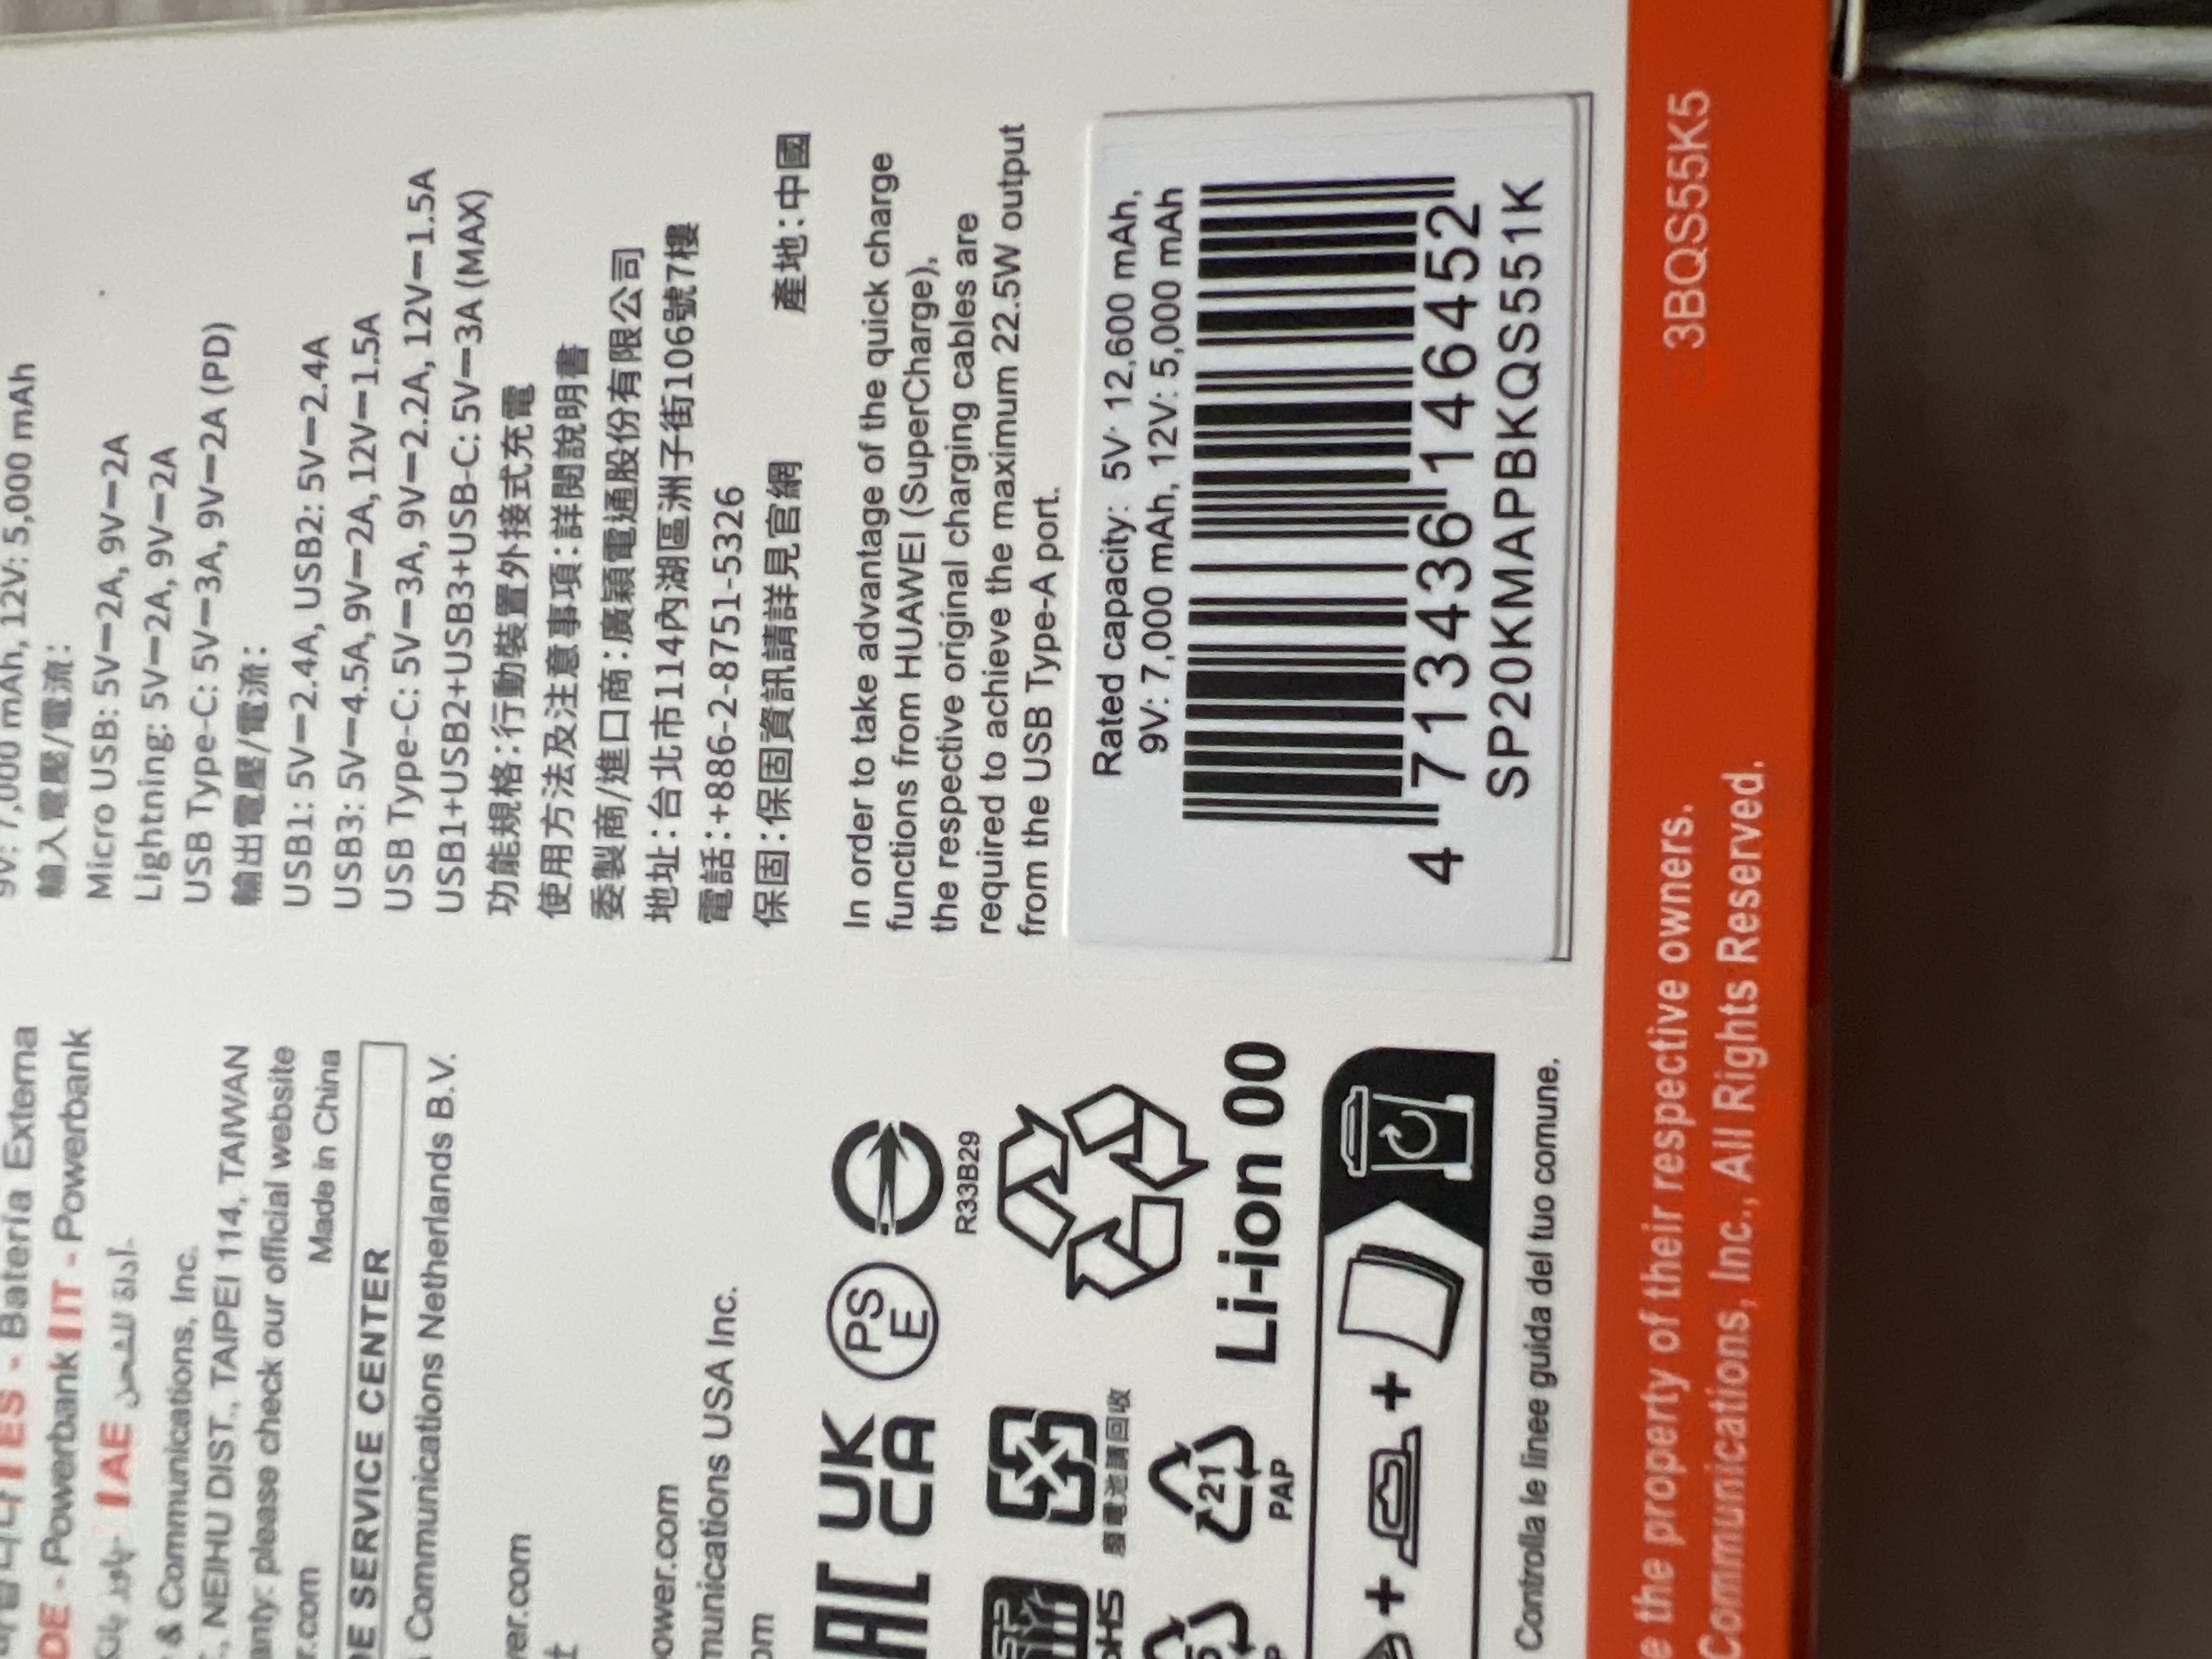 9V: 7,000 mAh, 12V: 5,000 mAh
輸入電壓/電流：
Micro USB: 5V⎓2A, 9V⎓2A
Lightning: 5V⎓2A, 9V⎓2A
USB Type-C: 5V⎓3A, 9V⎓2A (PD)
輸出電壓/電流：
USB1: 5V⎓2.4A, USB2: 5V⎓2.4A
USB3: 5V⎓4.5A, 9V⎓2A, 12V⎓1.5A
USB Type-C: 5V⎓3A, 9V⎓2.2A, 12V⎓1.5A
USB1+USB2+USB3+USB-C: 5V⎓3A (MAX)
功能規格：行動裝置外接式充電
使用方法及注意事項：詳閱說明書
委製商/進口商：廣穎電通股份有限公司
地址：台北市114內湖區洲子街106號7樓
電話：+886-2-8751-5326
保固：保固資訊請詳見官網 產地：中國
In order to take advantage of the quick charge
functions from HUAWEI (SuperCharge),
the respective original charging cables are
required to achieve the maximum 22.5W output
from the USB Type-A port.
Rated capacity: 5V: 12,600 mAh,
9V: 7,000 mAh, 12V: 5,000 mAh
4 713436 146452
SP20KMAPBKQS551K
ES - Bateria Externa
DE - Powerbank IT - Powerbank
AE
& Communications, Inc.
NEIHU DIST., TAIPEI 114, TAIWAN
please check our official website
Made in China
SERVICE CENTER
Communications Netherlands B.V.
USA Inc.
UK
CA
PS
E
R33B29
廢電池請回收
21
PAP
Li-ion 00
+ +
Controlla le linee guida del tuo comune.
the property of their respective owners.
Communications, Inc., All Rights Reserved.
3BQS55K5